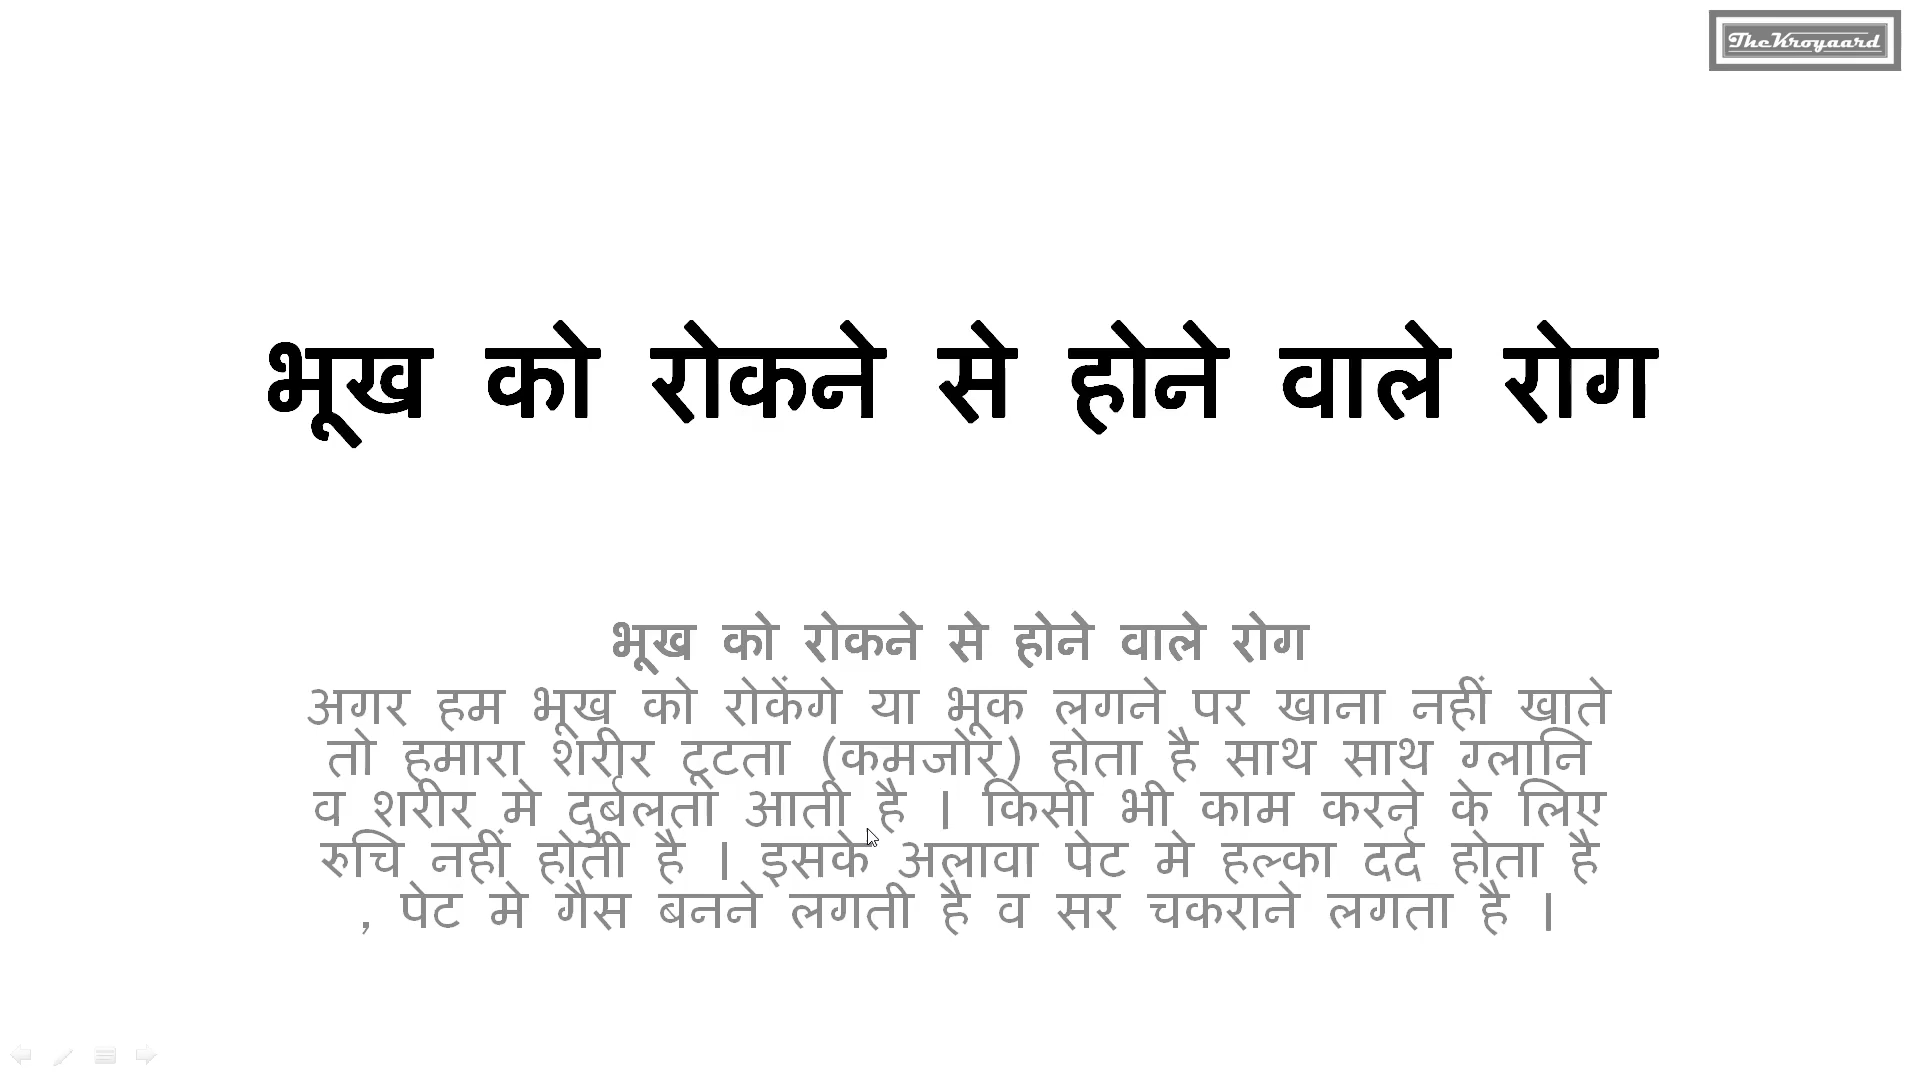 TheKroyaard
भूख को रोकने से होने वाले रोग
भूख को रोकने से होने वाले रोग
अगर हम भूख को रोकेंगे या भूक लगने पर खाना नहीं खाते
तो हमारा शरीर टूटता (कमजोर) होता है साथ साथ ग्लानि
व शरीर मे दुर्बलता आती है । किसी भी काम करने के लिए
रुचि नहीं होती है । इसके अलावा पेट मे हल्का दर्द होता है
, पेट मे गैस बनने लगती है व सर चकराने लगता है ।